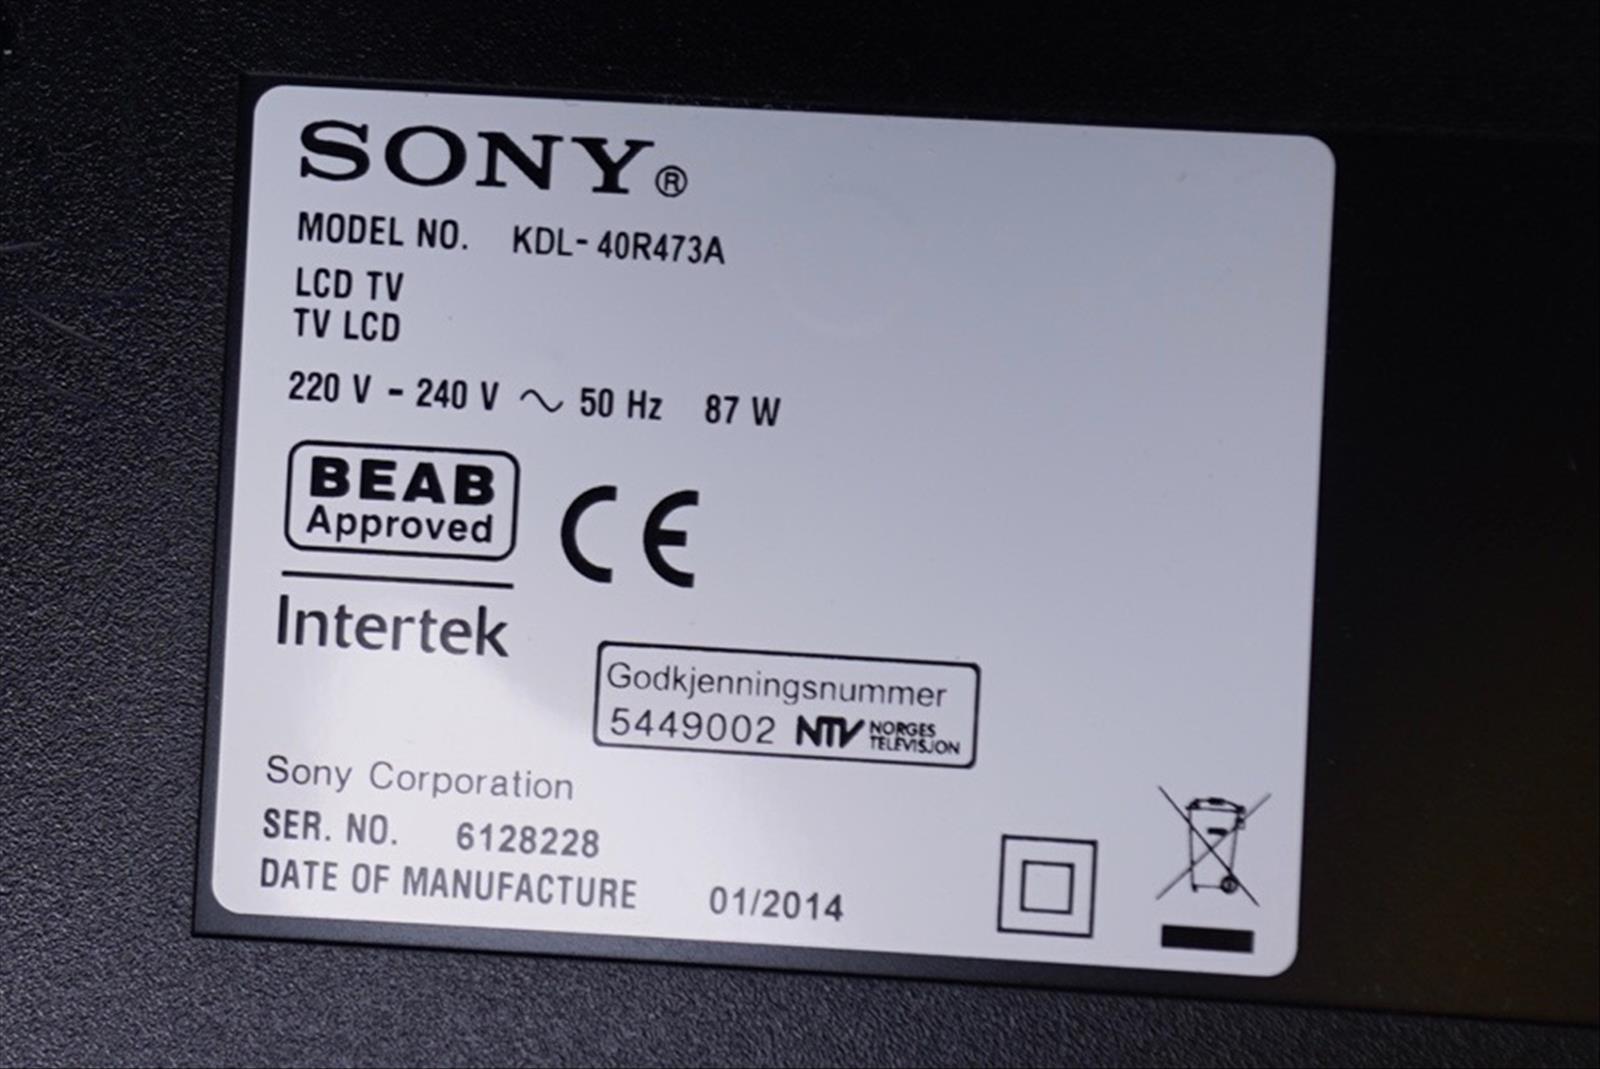 SONY®
MODEL NO. KDL-40R473A
LCD TV
TV LCD
220 V - 240 V ~ 50 Hz 87 W
BEAB
Approved
CE
Intertek
Godkjenningsnummer
5449002 NTV NORGES
TELEVISJON
Sony Corporation
SER. NO. 6128228
DATE OF MANUFACTURE 01/2014